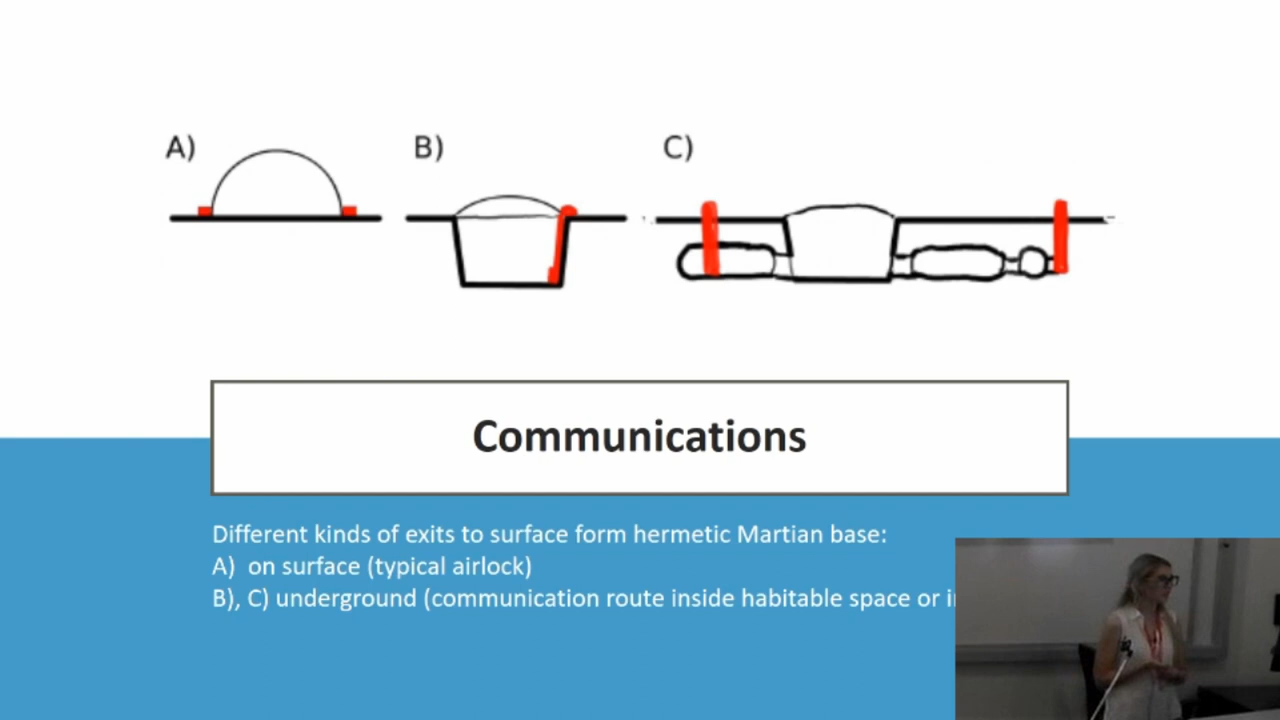 A)
B)
C)
Communications
Different kinds of exits to surface form hermetic Martian base:
A) on surface (typical airlock)
B), C) underground (communication route inside habitable space or